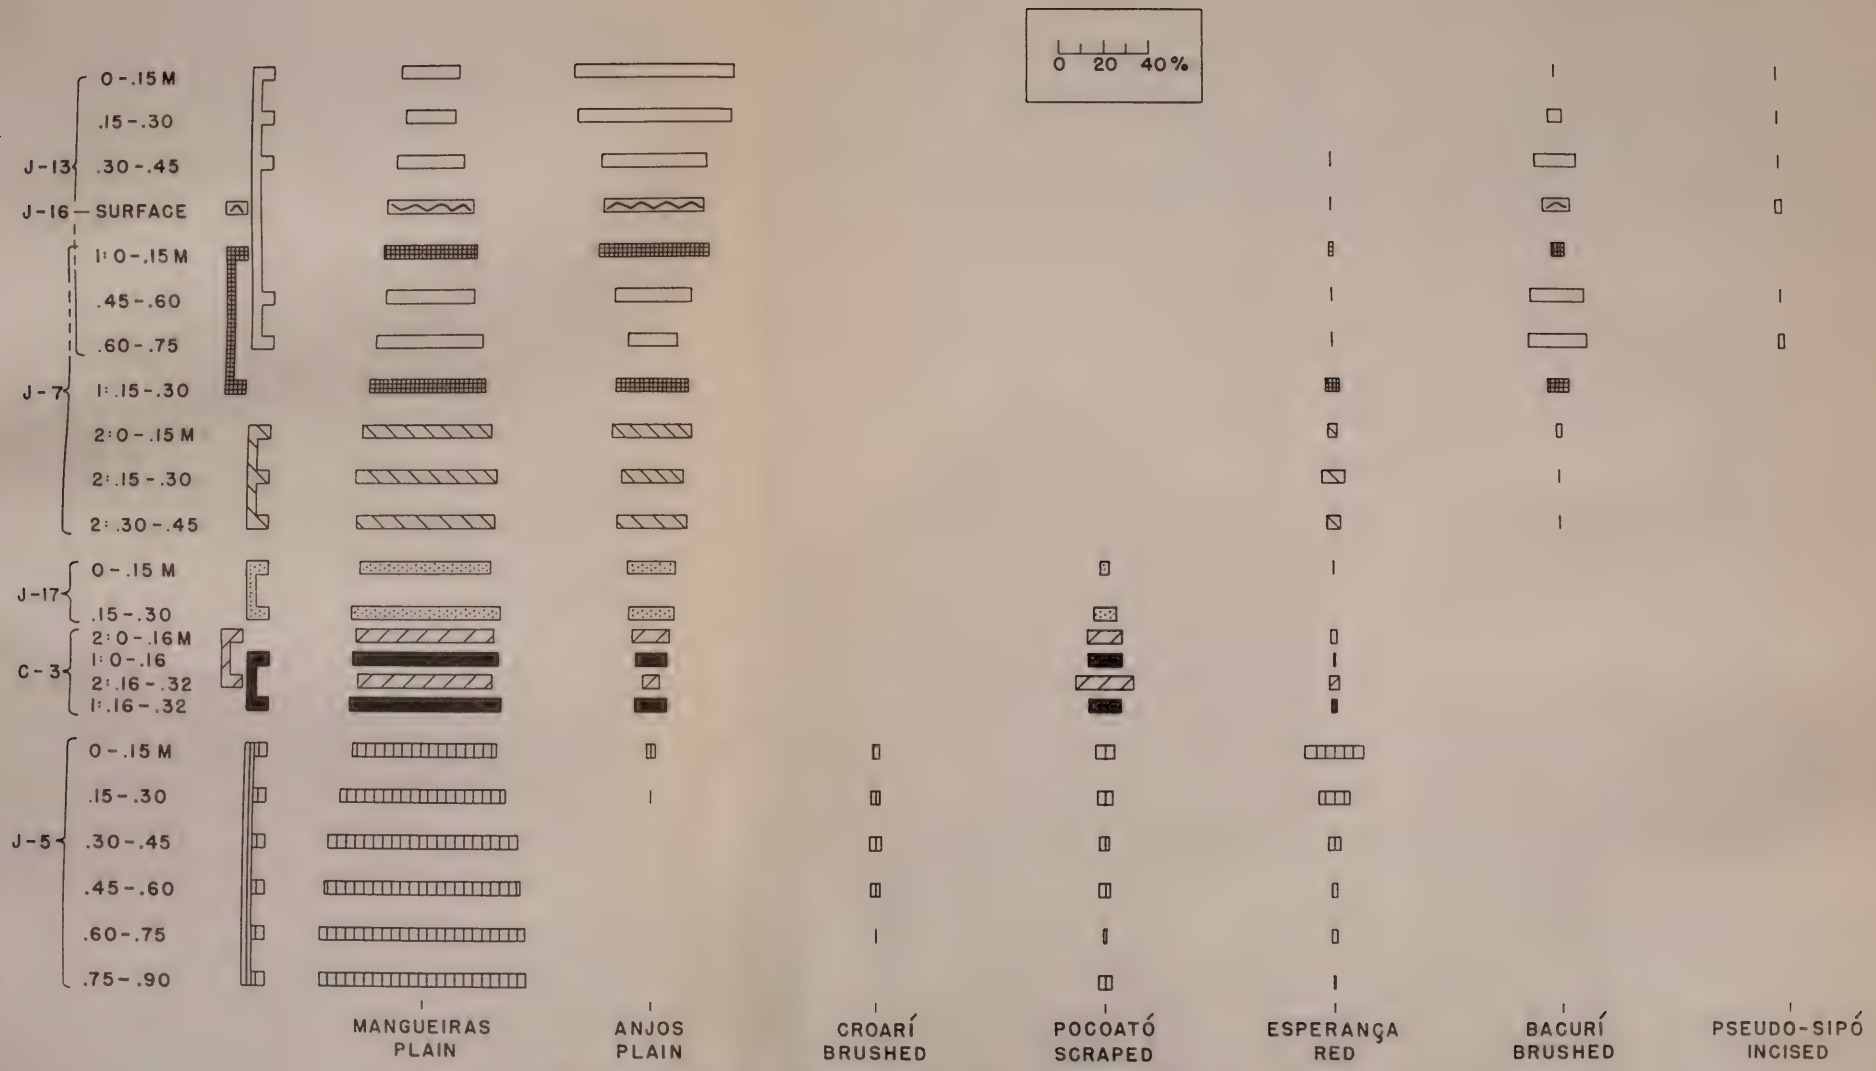 0 20 40%
0-.15 M
.15-.30
J-13 .30-.45
J-16 SURFACE
1:0-.15 M
.45-.60
.60-.75
J-7 1:.15-.30
2:0-.15 M
2:.15-.30
2:.30-.45
0-.15 M
J-17
.15-.30
2:0-.16 M
1:0-.16
C-3 2:.16-.32
1:.16-.32
0-.15 M
.15-.30
J-5 .30-.45
.45-.60
.60-.75
.75-.90
MANGUEIRAS PLAIN
ANJOS PLAIN
CROARÍ BRUSHED
POCOATÓ SCRAPED
ESPERANÇA RED
BACURÍ BRUSHED
PSEUDO-SIPÓ INCISED